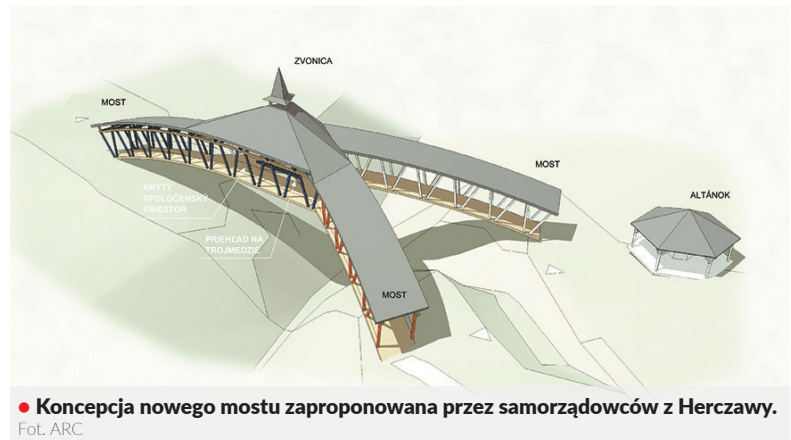 ZVONICA
MOST
MOST
ALTÁNOK
KRYTÝ
SPOLOČENSKÝ
PRIESTOR
PRIEHĽAD NA
TROJMEDZIE
MOST
Koncepcja nowego mostu zaproponowana przez samorządowców z Herczawy.
Fot. ARC